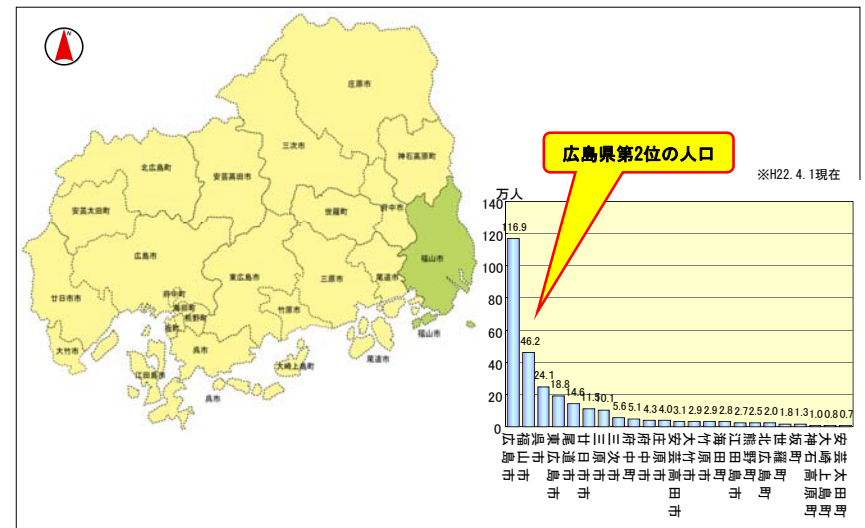 N
庄原市
三次市
神石高原町
北広島町
安芸高田市
安芸太田町
世羅町
府中市
広島市
福山市
東広島市
三原市
尾道市
廿日市市
府中町
海田町
熊野町
坂町
竹原市
大竹市
呉市
江田島市
大崎上島町
尾道市
福山市
呉市
広島県第2位の人口
※H22.4.1現在
万人
140
120
100
80
60
40
20
0
116.9
46.2
24.1
18.8
14.6
11.5
10.1
5.6
5.1
4.3
4.0
3.1
2.9
2.9
2.8
2.7
2.5
2.0
1.8
1.3
1.0
0.8
0.7
広島市
福山市
呉市
東広島市
尾道市
廿日市市
三原市
三次市
府中町
府中市
庄原市
安芸高田市
大竹市
竹原市
海田町
江田島市
熊野町
北広島町
世羅町
坂町
神石高原町
大崎上島町
安芸太田町